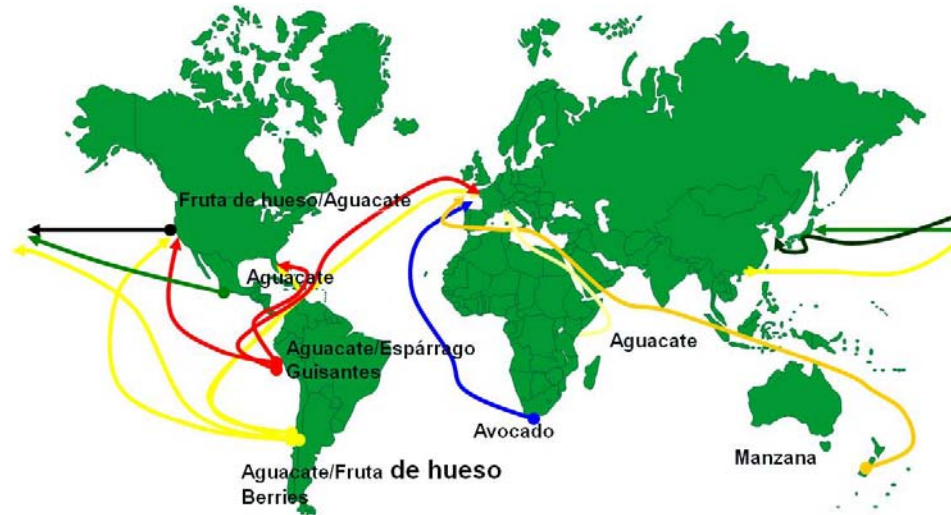 Fruta de hueso/Aguacate
Aguacate
Aguacate/Espárrago
Guisantes
Aguacate
Avocado
Manzana
Aguacate/Fruta de hueso
Berries